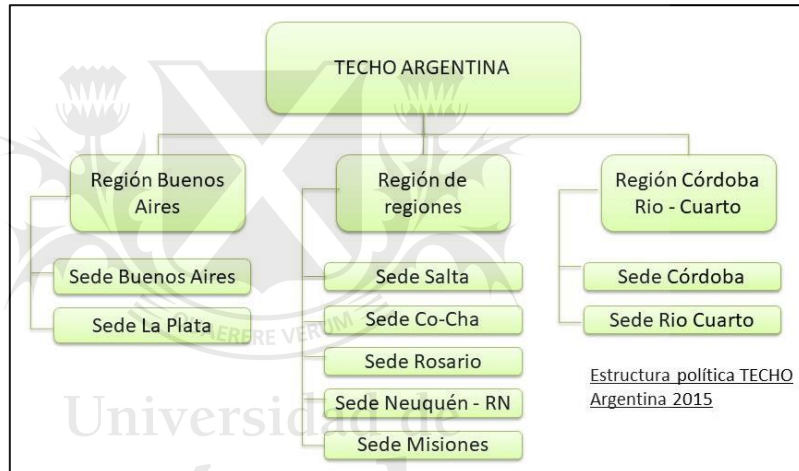 TECHO ARGENTINA
Región Buenos
Aires
Sede Buenos Aires
Sede La Plata
Región de
regiones
Sede Salta
Sede Co-Cha
Sede Rosario
Sede Neuquén - RN
Sede Misiones
Región Córdoba
Rio - Cuarto
Sede Córdoba
Sede Rio Cuarto
Estructura política TECHO
Argentina 2015
QUAERERE VERUM
Universidad de